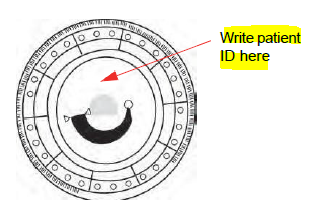 Write patient
ID here